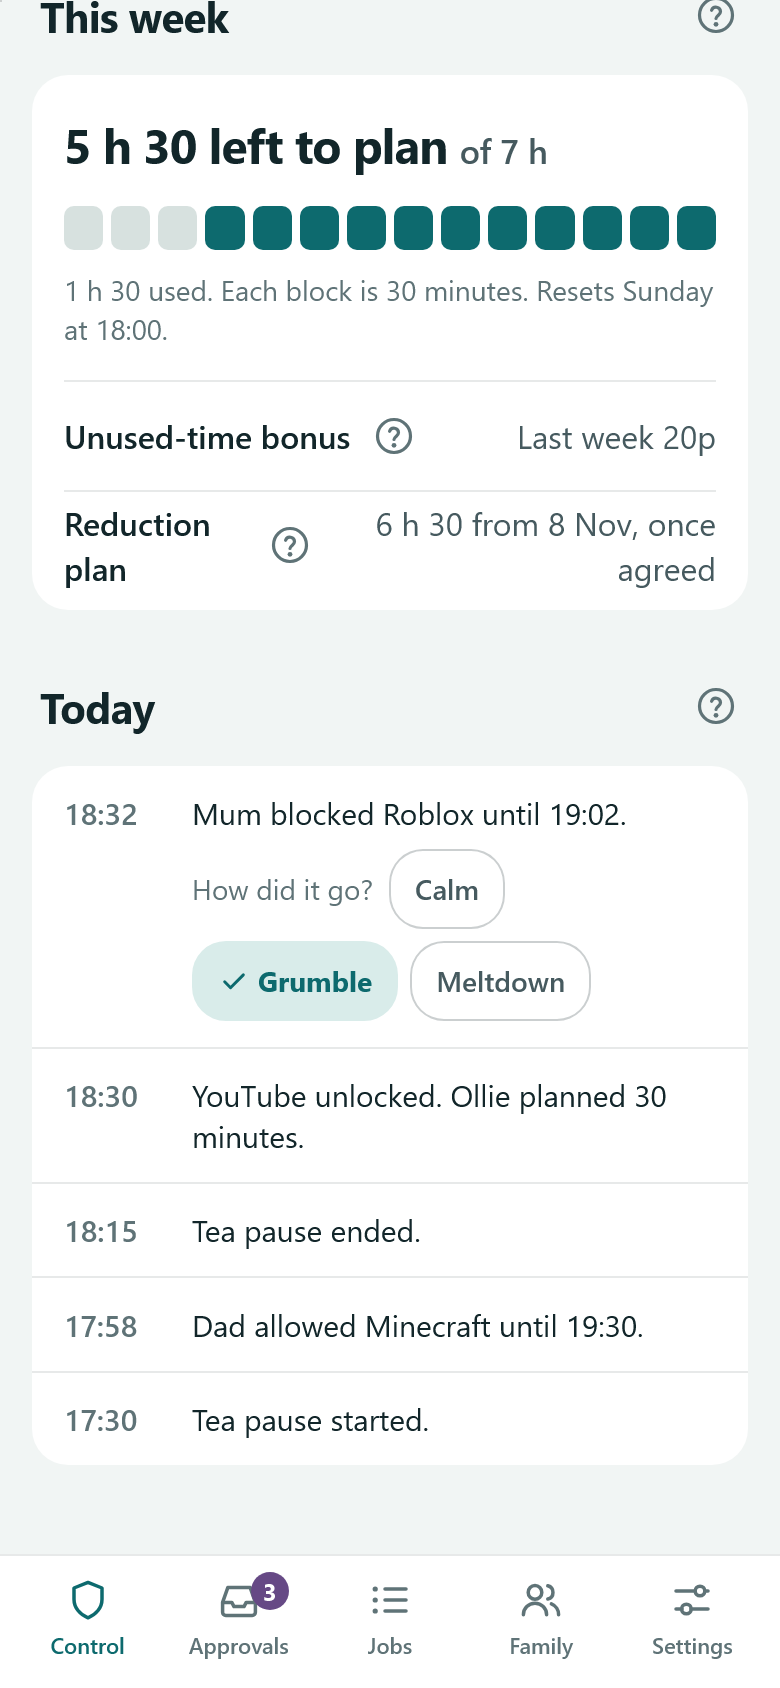 This week
?
5 h 30 left to plan of 7 h
1 h 30 used. Each block is 30 minutes. Resets Sunday
at 18:00.
Unused-time bonus ? Last week 20p
Reduction
plan
?
6 h 30 from 8 Nov, once
agreed
Today
?
18:32 Mum blocked Roblox until 19:02.
How did it go? Calm
Grumble Meltdown
18:30 YouTube unlocked. Ollie planned 30
minutes.
18:15 Tea pause ended.
17:58 Dad allowed Minecraft until 19:30.
17:30 Tea pause started.
3
Control Approvals Jobs Family Settings